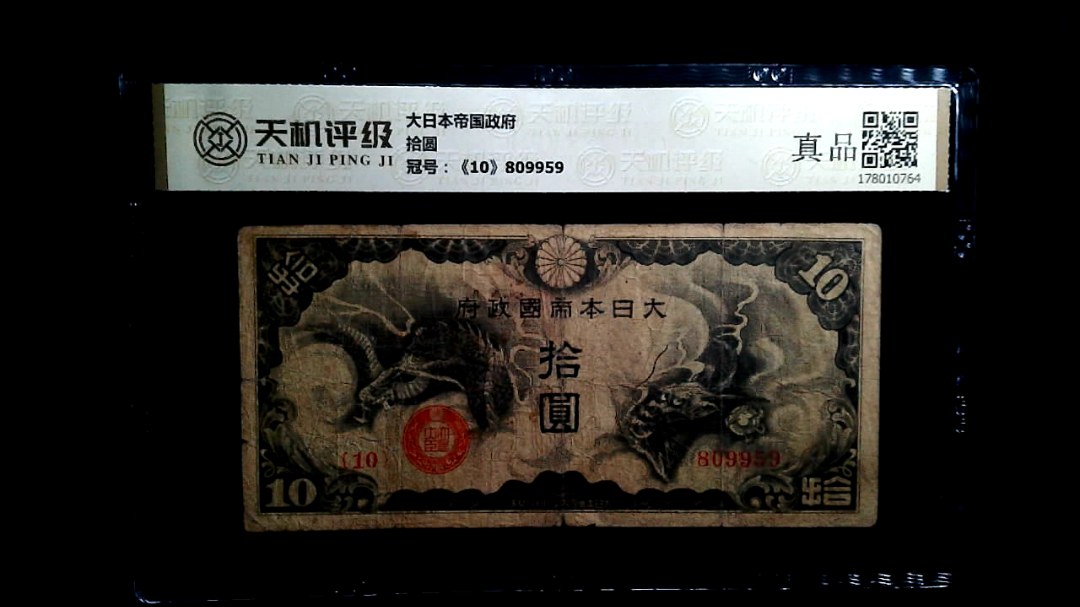 天机评级
TIAN JI PING JI
大日本帝国政府
拾圆
冠号：《10》809959
真品
178010764
拾
10
府政國帝本日大
拾
圓
(10
809959
10
拾